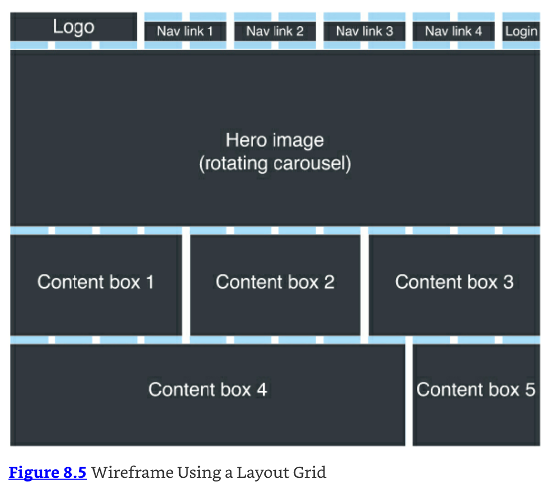 Logo
Nav link 1
Nav link 2
Nav link 3
Nav link 4
Login
Hero image
(rotating carousel)
Content box 1
Content box 2
Content box 3
Content box 4
Content box 5
Figure 8.5 Wireframe Using a Layout Grid